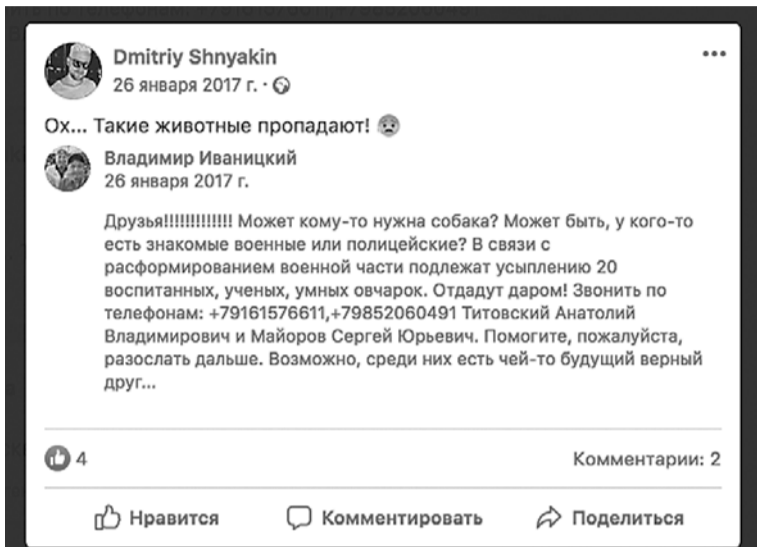 Dmitriy Shnyakin
26 января 2017 г. ·
Ох... Такие животные пропадают!
Владимир Иваницкий
26 января 2017 г.
Друзья!!!!!!!!!!!!! Может кому-то нужна собака? Может быть, у кого-то
есть знакомые военные или полицейские? В связи с
расформированием военной части подлежат усыплению 20
воспитанных, ученых, умных овчарок. Отдадут даром! Звонить по
телефонам: +79161576611,+79852060491 Титовский Анатолий
Владимирович и Майоров Сергей Юрьевич. Помогите, пожалуйста,
разослать дальше. Возможно, среди них есть чей-то будущий верный
друг...
4
Комментарии: 2
Нравится
Комментировать
Поделиться